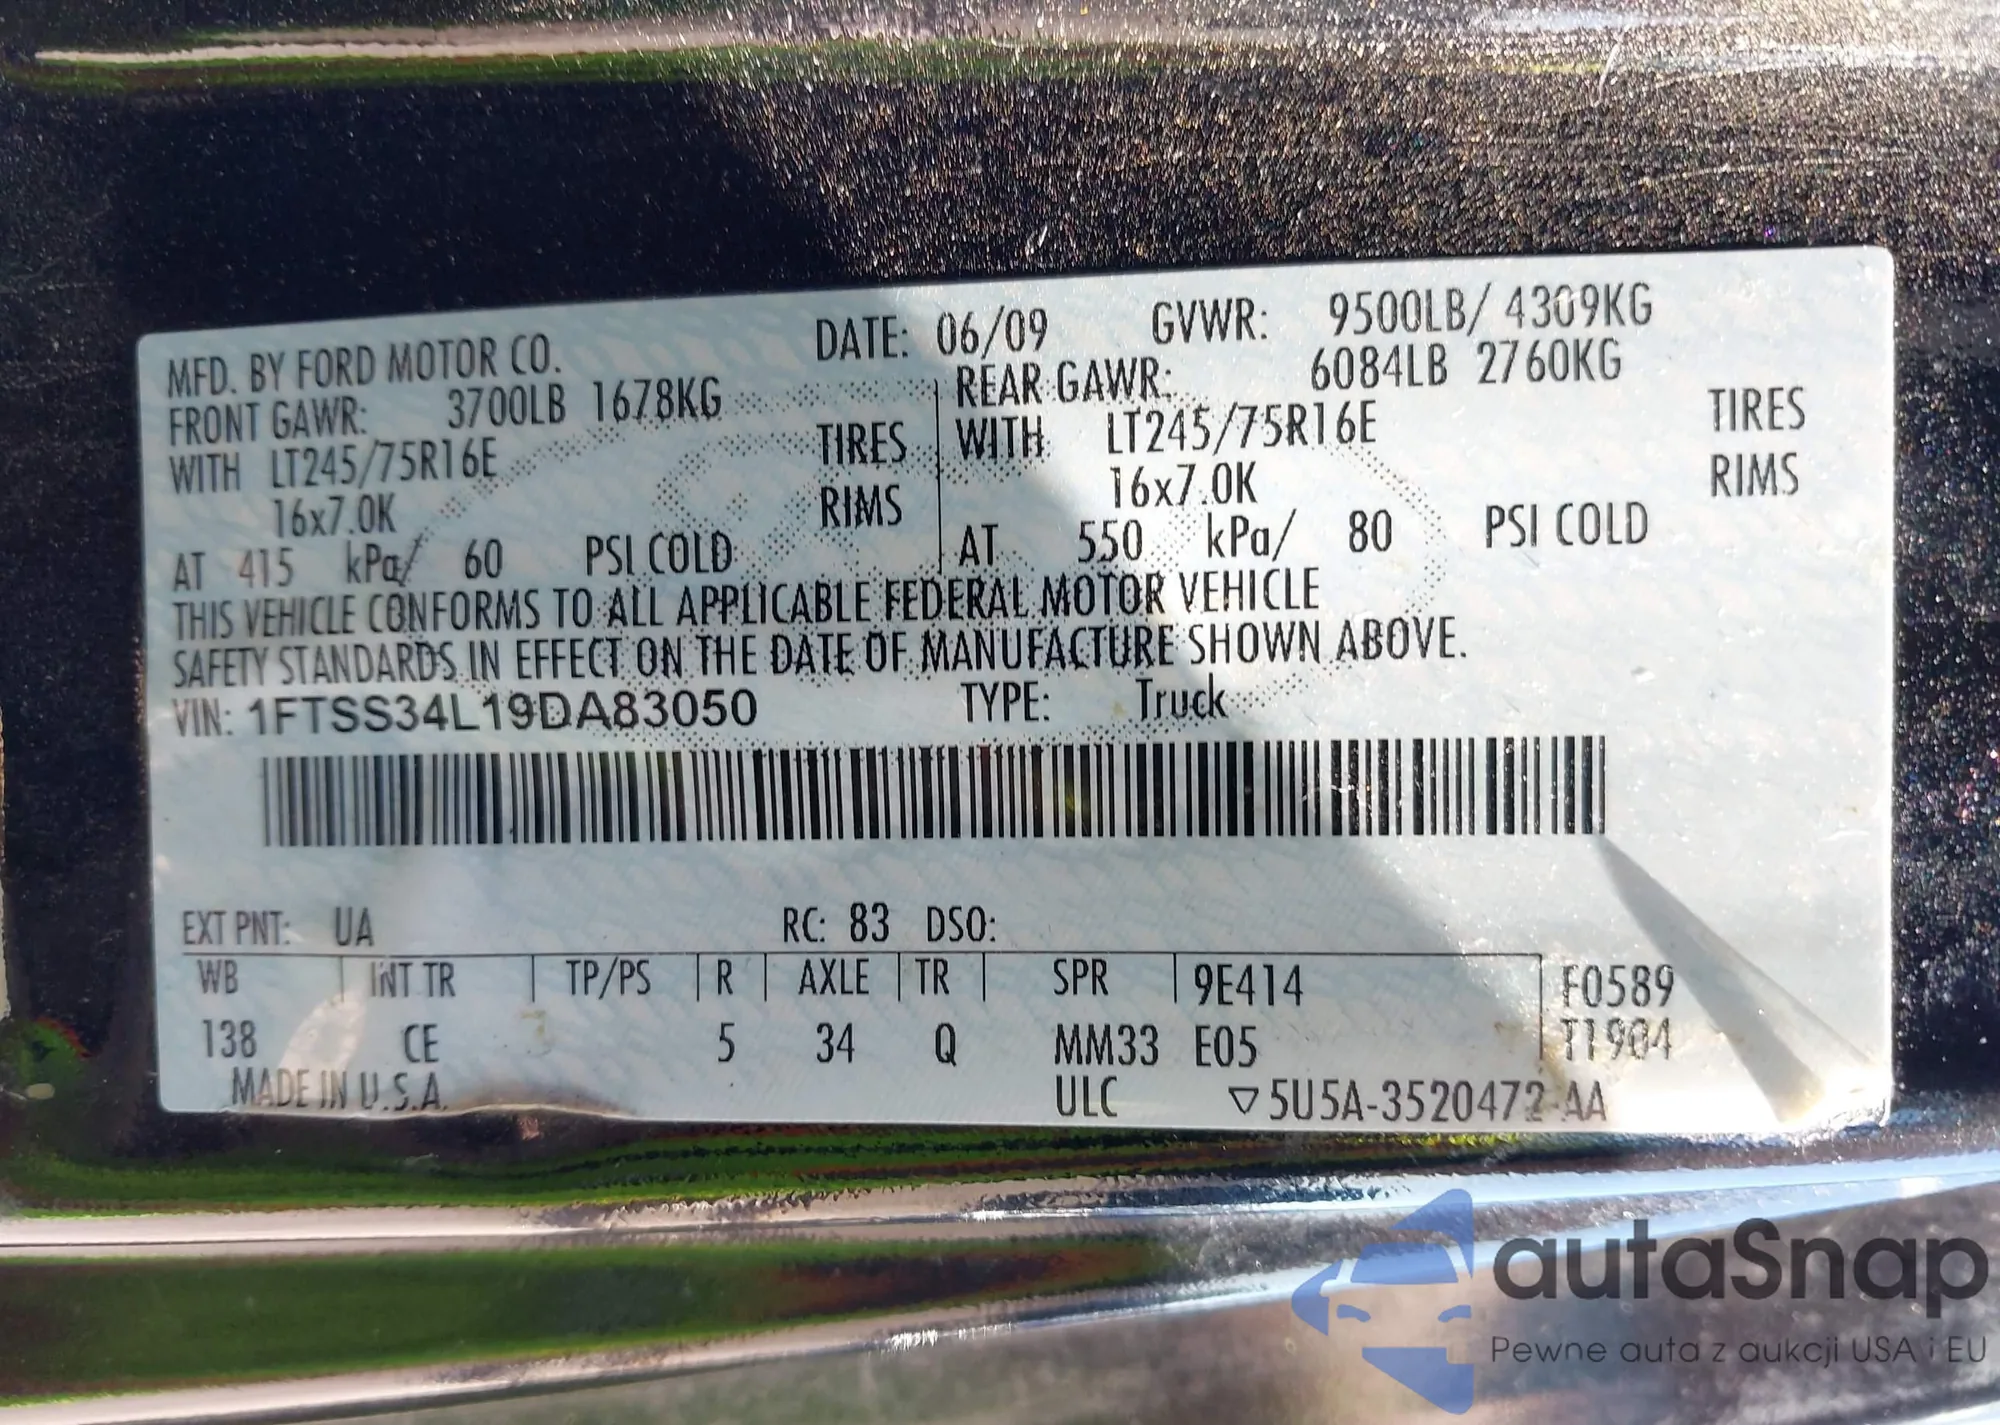 MFD. BY FORD MOTOR CO. DATE: 06/09 GVWR: 9500LB/ 4309KG
FRONT GAWR: 3700LB 1678KG REAR GAWR: 6084LB 2760KG
WITH LT245/75R16E TIRES WITH LT245/75R16E TIRES
16x7.0K RIMS 16x7.0K RIMS
AT 415 kPa/ 60 PSI COLD AT 550 kPa/ 80 PSI COLD
THIS VEHICLE CONFORMS TO ALL APPLICABLE FEDERAL MOTOR VEHICLE
SAFETY STANDARDS IN EFFECT ON THE DATE OF MANUFACTURE SHOWN ABOVE.
VIN: 1FTSS34L19DA83050 TYPE: Truck
EXT PNT: UA RC: 83 DSO:
WB INT TR TP/PS R AXLE TR SPR 9E414 F0589
138 CE 5 34 Q MM33 E05 T1904
MADE IN U.S.A. ULC ▽5U5A-3520472-AA
autaSnap
Pewne auta z aukcji USA i EU